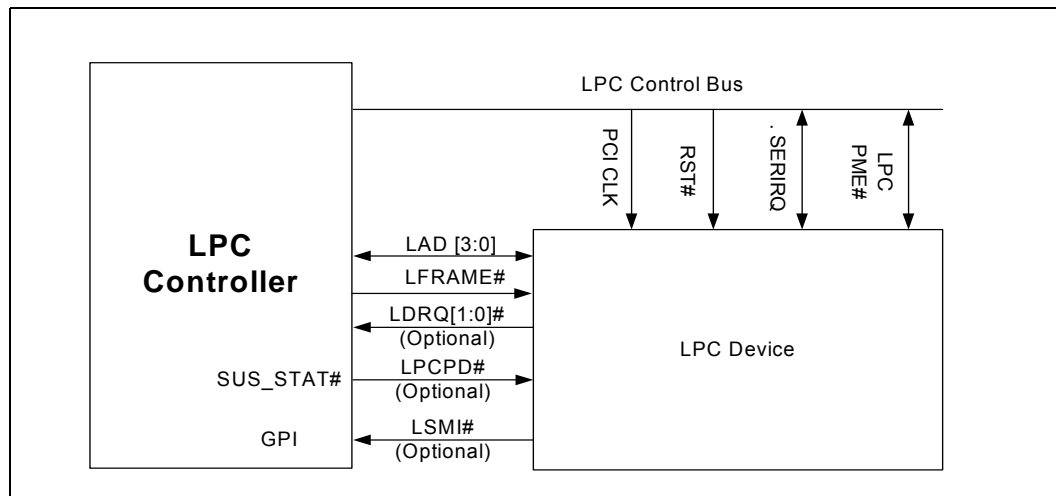 LPC Control Bus
PCI CLK
RST#
. SERIRQ
LPC
PME#
LPC
Controller
LAD [3:0]
LFRAME#
LDRQ[1:0]#
(Optional)
SUS_STAT#
LPCPD#
(Optional)
GPI
LSMI#
(Optional)
LPC Device